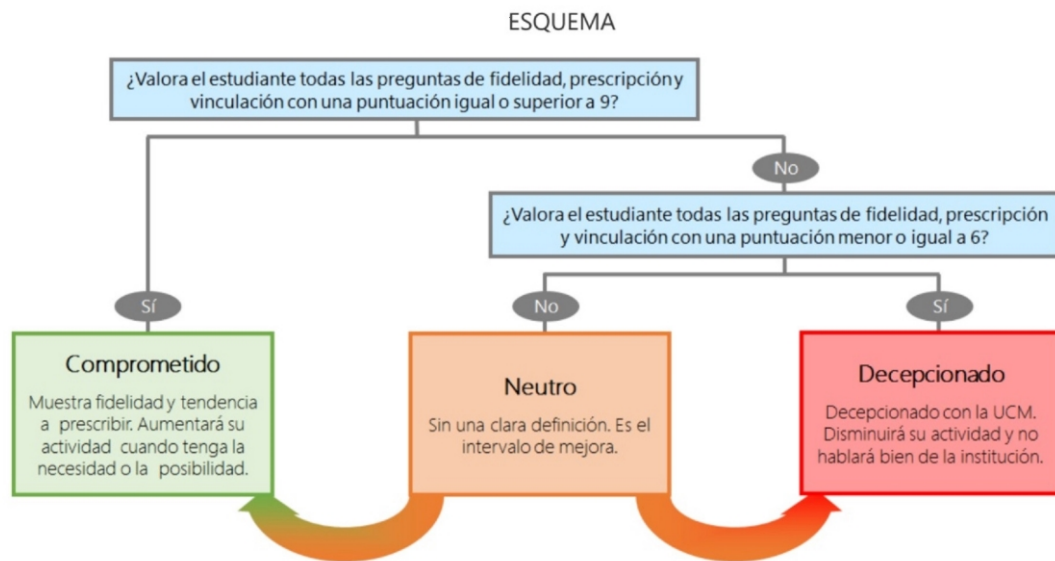 ESQUEMA
¿Valora el estudiante todas las preguntas de fidelidad, prescripción y
vinculación con una puntuación igual o superior a 9?
No
¿Valora el estudiante todas las preguntas de fidelidad, prescripción
y vinculación con una puntuación menor o igual a 6?
Sí
No
Sí
Comprometido
Muestra fidelidad y tendencia
a prescribir. Aumentará su
actividad cuando tenga la
necesidad o la posibilidad.
Neutro
Sin una clara definición. Es el
intervalo de mejora.
Decepcionado
Decepcionado con la UCM.
Disminuirá su actividad y no
hablará bien de la institución.